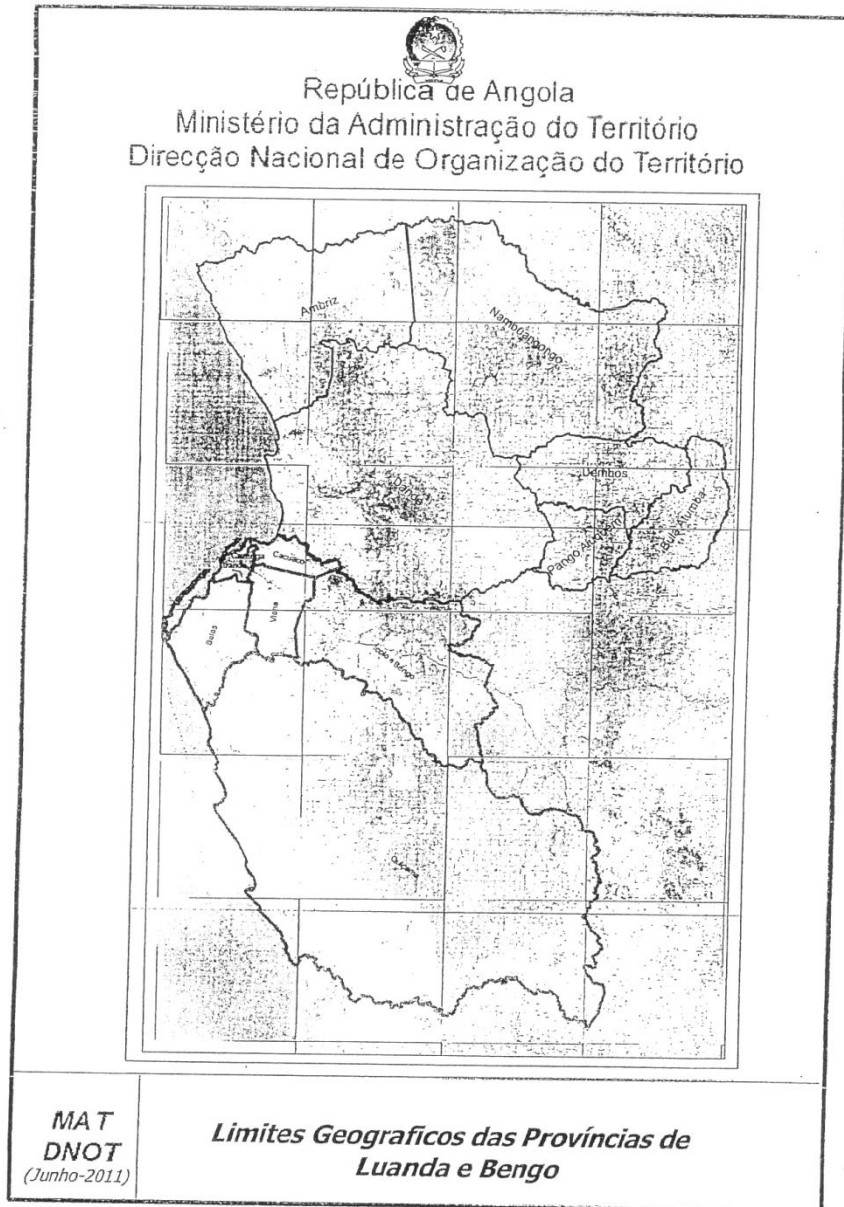 República de Angola
Ministério da Administração do Território
Direcção Nacional de Organização do Território
Ambriz
Nambuangongo
Dembos
Dande
Bula Atumba
Pango
Cacuaco
Viana
Belas
Icolo e Bengo
MAT
DNOT
(Junho-2011)
Limites Geograficos das Províncias de
Luanda e Bengo